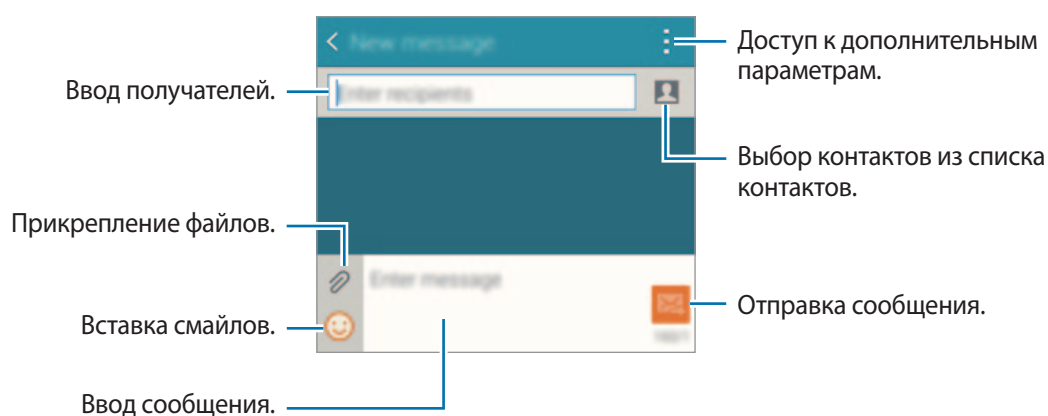 New message
Доступ к дополнительным
параметрам.
Ввод получателей.
Enter recipients
Выбор контактов из списка
контактов.
Прикрепление файлов.
Enter message
Вставка смайлов.
Отправка сообщения.
Ввод сообщения.